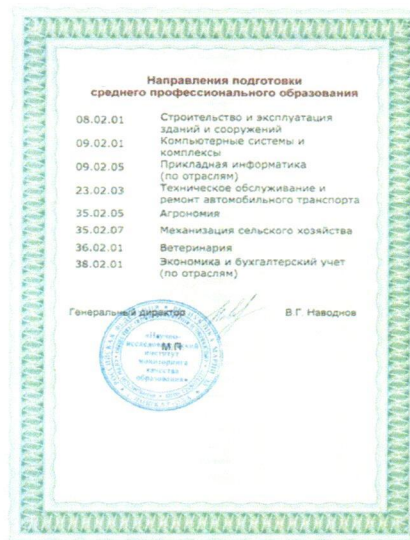 Направления подготовки
среднего профессионального образования
08.02.01 Строительство и эксплуатация
зданий и сооружений
09.02.01 Компьютерные системы и
комплексы
09.02.05 Прикладная информатика
(по отраслям)
23.02.03 Техническое обслуживание и
ремонт автомобильного транспорта
35.02.05 Агрономия
35.02.07 Механизация сельского хозяйства
36.02.01 Ветеринария
38.02.01 Экономика и бухгалтерский учет
(по отраслям)
Генеральный директор В.Г. Наводнов
М.П
«Научно-
исследовательский
институт
мониторинга
качества
образования»